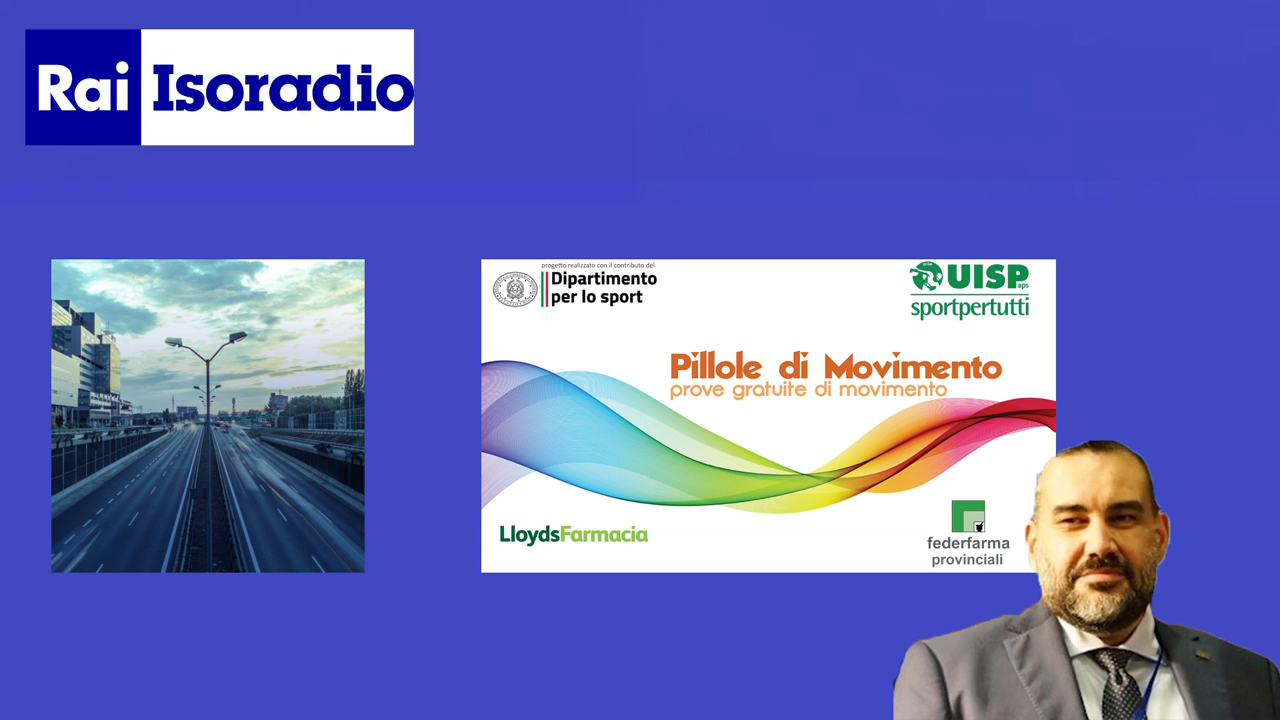 Rai Isoradio
progetto realizzato con il contributo del
Dipartimento
per lo sport
UISP
aps
sportpertutti
Pillole di Movimento
prove gratuite di movimento
LloydsFarmacia
federfarma
provinciali